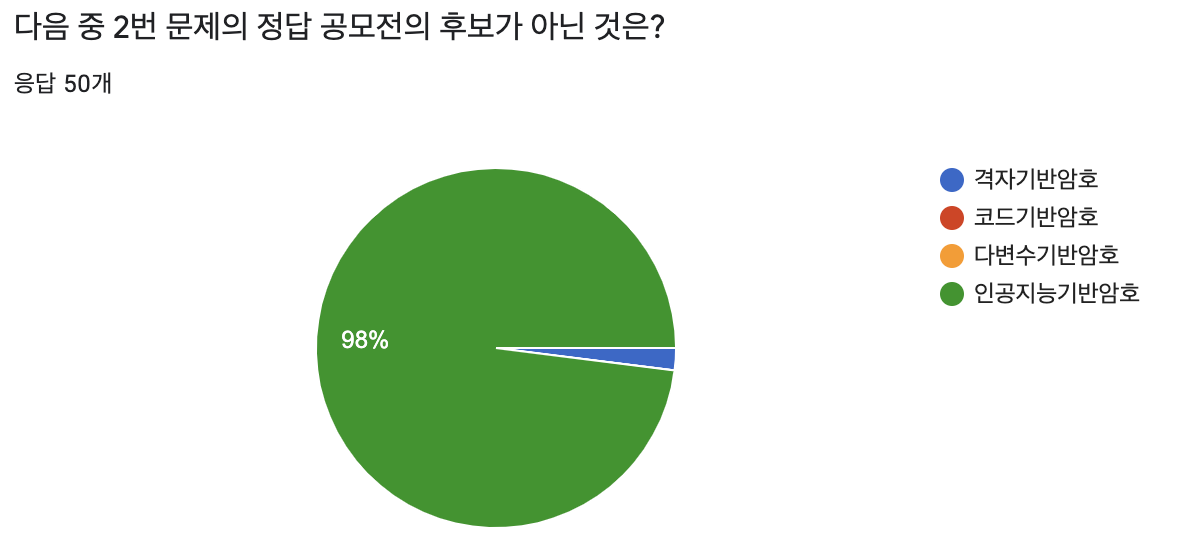 다음 중 2번 문제의 정답 공모전의 후보가 아닌 것은?
응답 50개
격자기반암호
코드기반암호
다변수기반암호
인공지능기반암호
98%